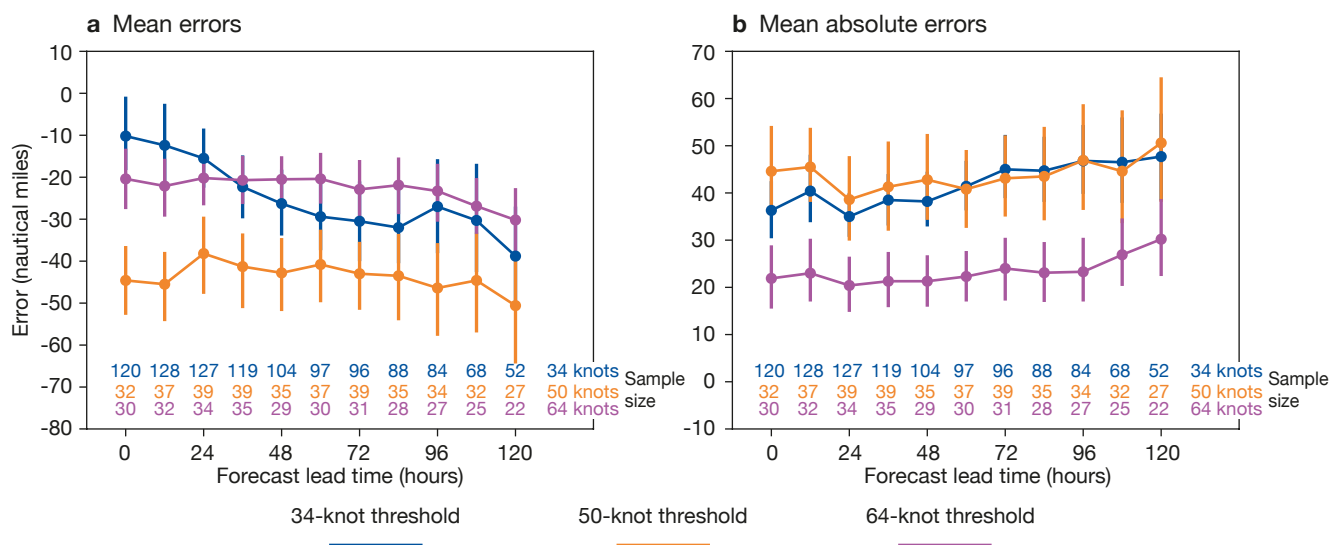 a Mean errors
b Mean absolute errors
Error (nautical miles)
10
0
-10
-20
-30
-40
-50
-60
-70
-80
120 128 127 119 104 97 96 88 84 68 52 34 knots
32 37 39 39 35 37 39 35 34 32 27 50 knots
30 32 34 35 29 30 31 28 27 25 22 64 knots
Sample
size
0 24 48 72 96 120
Forecast lead time (hours)
70
60
50
40
30
20
10
0
-10
120 128 127 119 104 97 96 88 84 68 52 34 knots
32 37 39 39 35 37 39 35 34 32 27 50 knots
30 32 34 35 29 30 31 28 27 25 22 64 knots
Sample
size
0 24 48 72 96 120
Forecast lead time (hours)
34-knot threshold 50-knot threshold 64-knot threshold